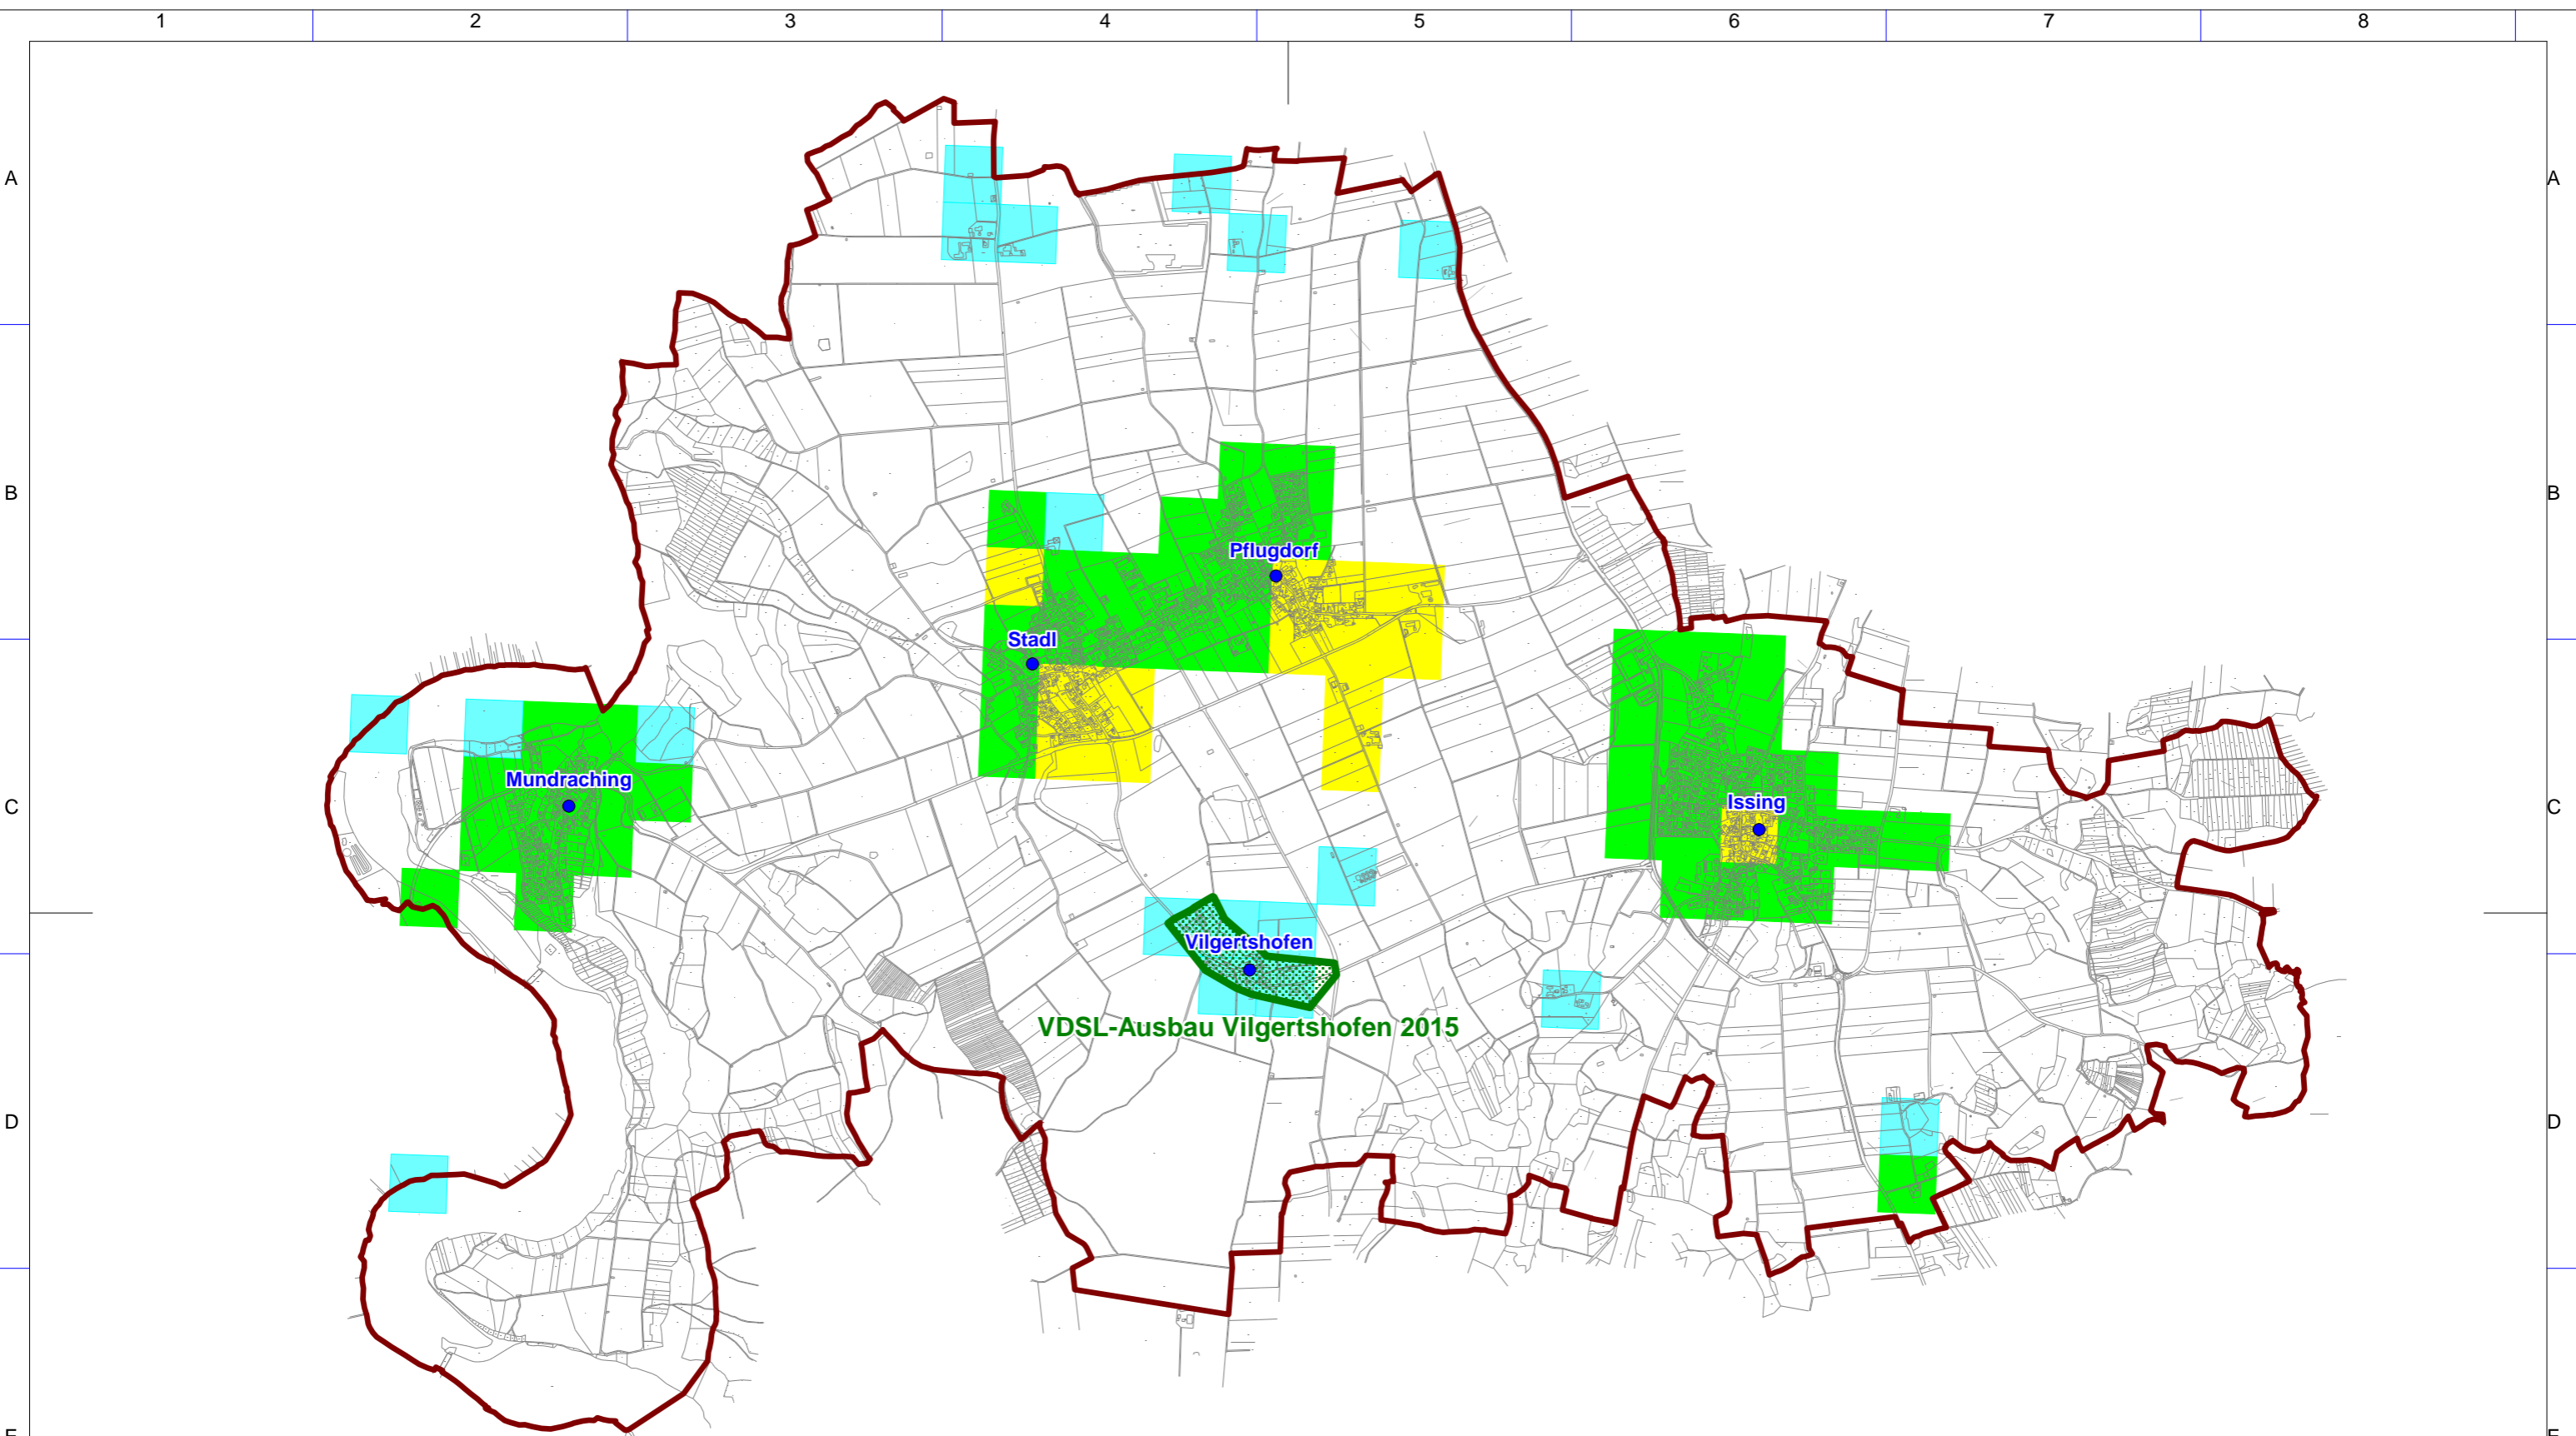 1 2 3 4 5 6 7 8
A A
B B
Pflugdorf
Stadl
Mundraching
Issing
C C
Vilgertshofen
VDSL-Ausbau Vilgertshofen 2015
D D